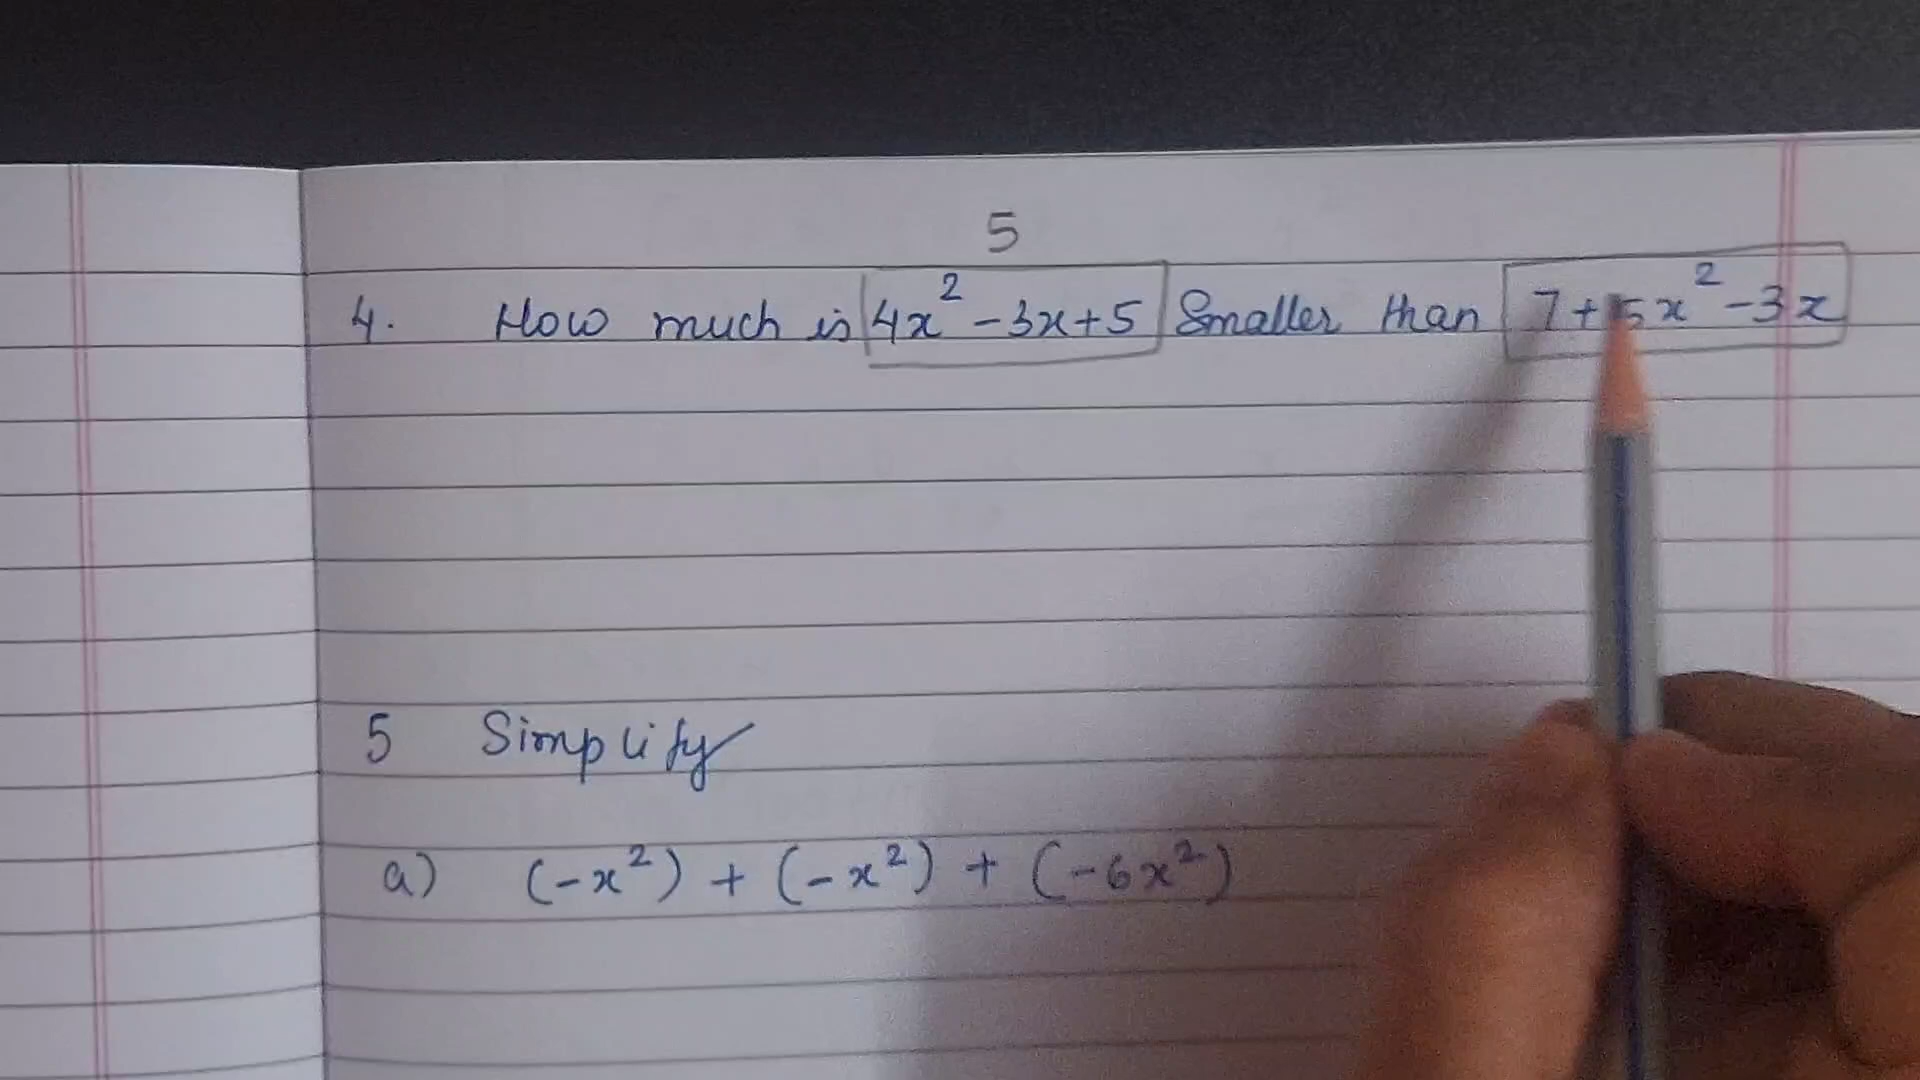 5
4. How much is 4x² - 3x + 5 Smaller than 7 + 5x² - 3x
5 Simplify
a) (-x²) + (-x²) + (-6x²)